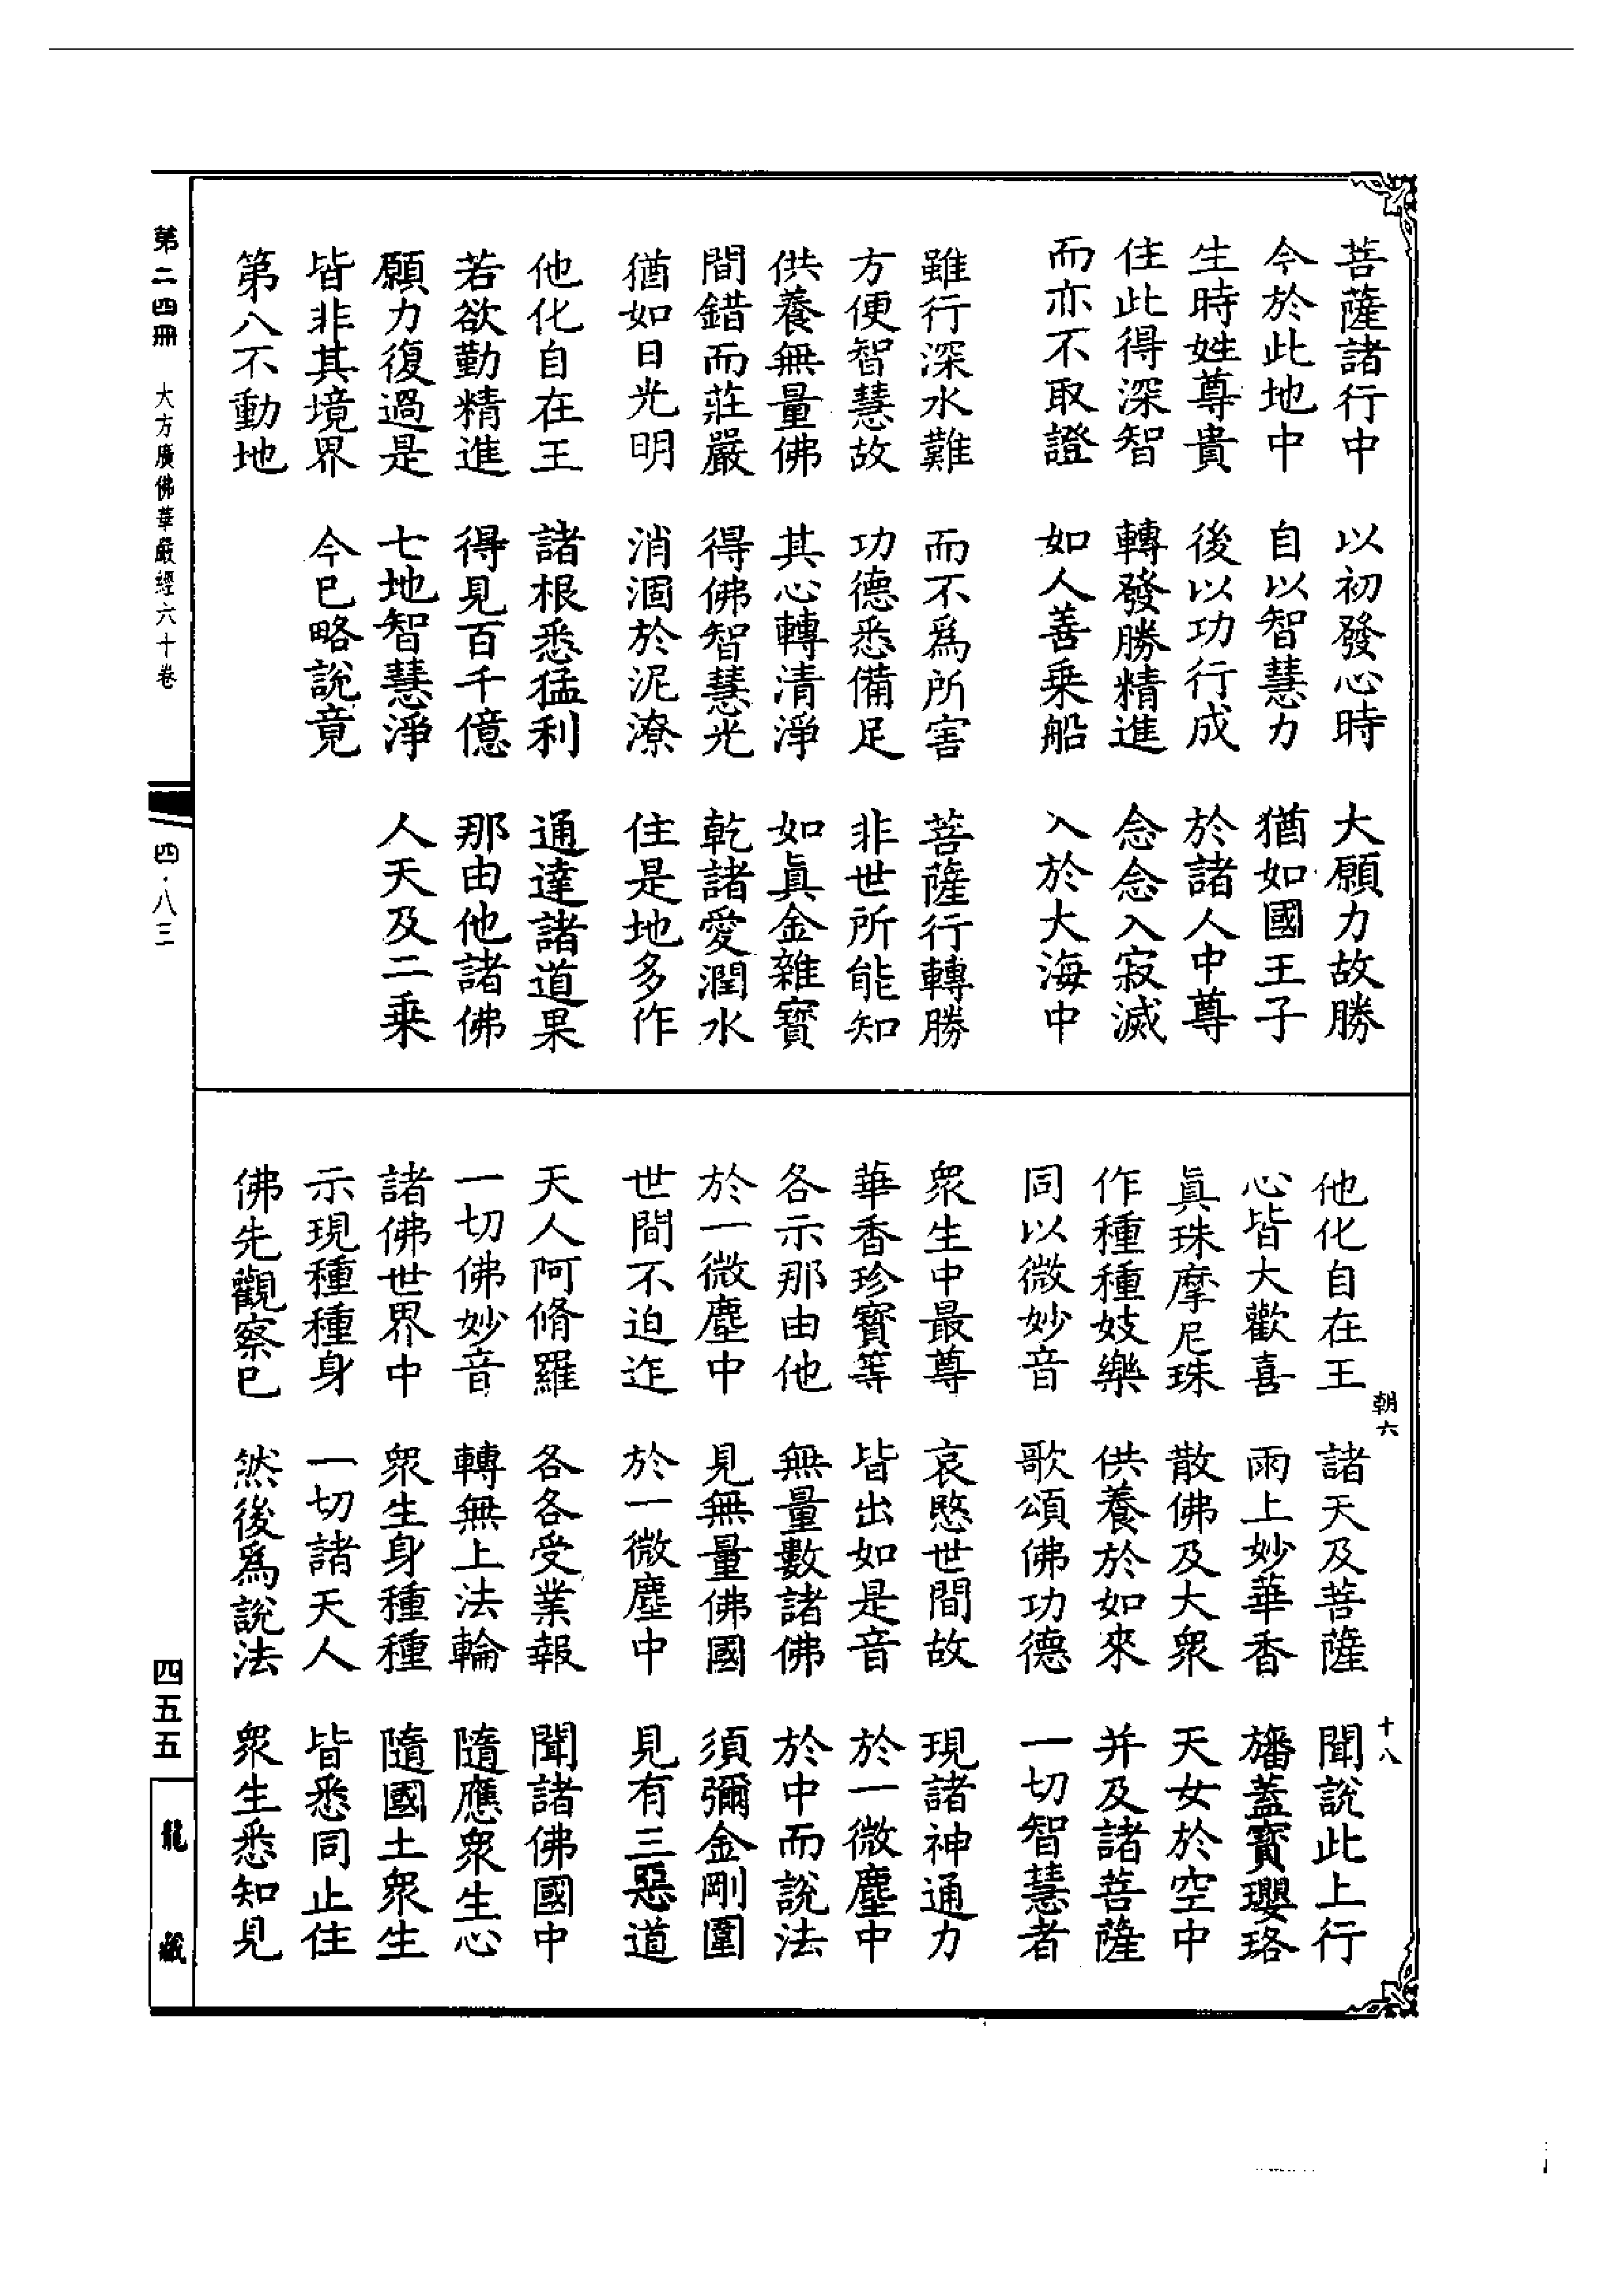 菩薩諸行中　以初發心時　大願力故勝
今於此地中　自以智慧力　猶如國王子
生時姓尊貴　後以功行成　於諸人中尊
住此得深智　轉發勝精進　念念入寂滅
而亦不取證　如人善乗船　入於大海中
雖行深水難　而不爲所害　菩薩行轉勝
方便智慧故　功德悉備足　非世所能知
供養無量佛　其心轉清淨　如眞金雜寶
間錯而莊嚴　得佛智慧光　乾諸愛潤水
猶如日光明　消涸於泥潦　住是地多作
他化自在王　諸根悉猛利　通達諸道果
若欲勤精進　得見百千億　那由他諸佛
願力復過是　七地智慧淨　人天及二乗
皆非其境界　今已略說竟
第八不動地
他化自在王　諸天及菩薩　聞說此上行
心皆大歡喜　雨上妙華香　旛蓋寶瓔珞
眞珠摩尼珠　散佛及大衆　天女於空中
作種種妓樂　供養於如來　并及諸菩薩
同以微妙音　歌頌佛功德　一切智慧者
衆生中最尊　哀愍世間故　現諸神通力
華香珍寶等　皆出如是音　於一微塵中
各示那由他　無量數諸佛　於中而說法
於一微塵中　見無量佛國　須彌金剛圍
世間不迫迮　於一微塵中　見有三惡道
天人阿脩羅　各各受業報　聞諸佛國中
一切佛妙音　轉無上法輪　隨應衆生心
諸佛世界中　衆生身種種　隨國土衆生
示現種種身　一切諸天人　皆悉同止住
佛先觀察已　然後爲說法　衆生悉知見
朝六　十八
第二四冊　大方廣佛華嚴經六十卷　四·八三
四五五　龍藏